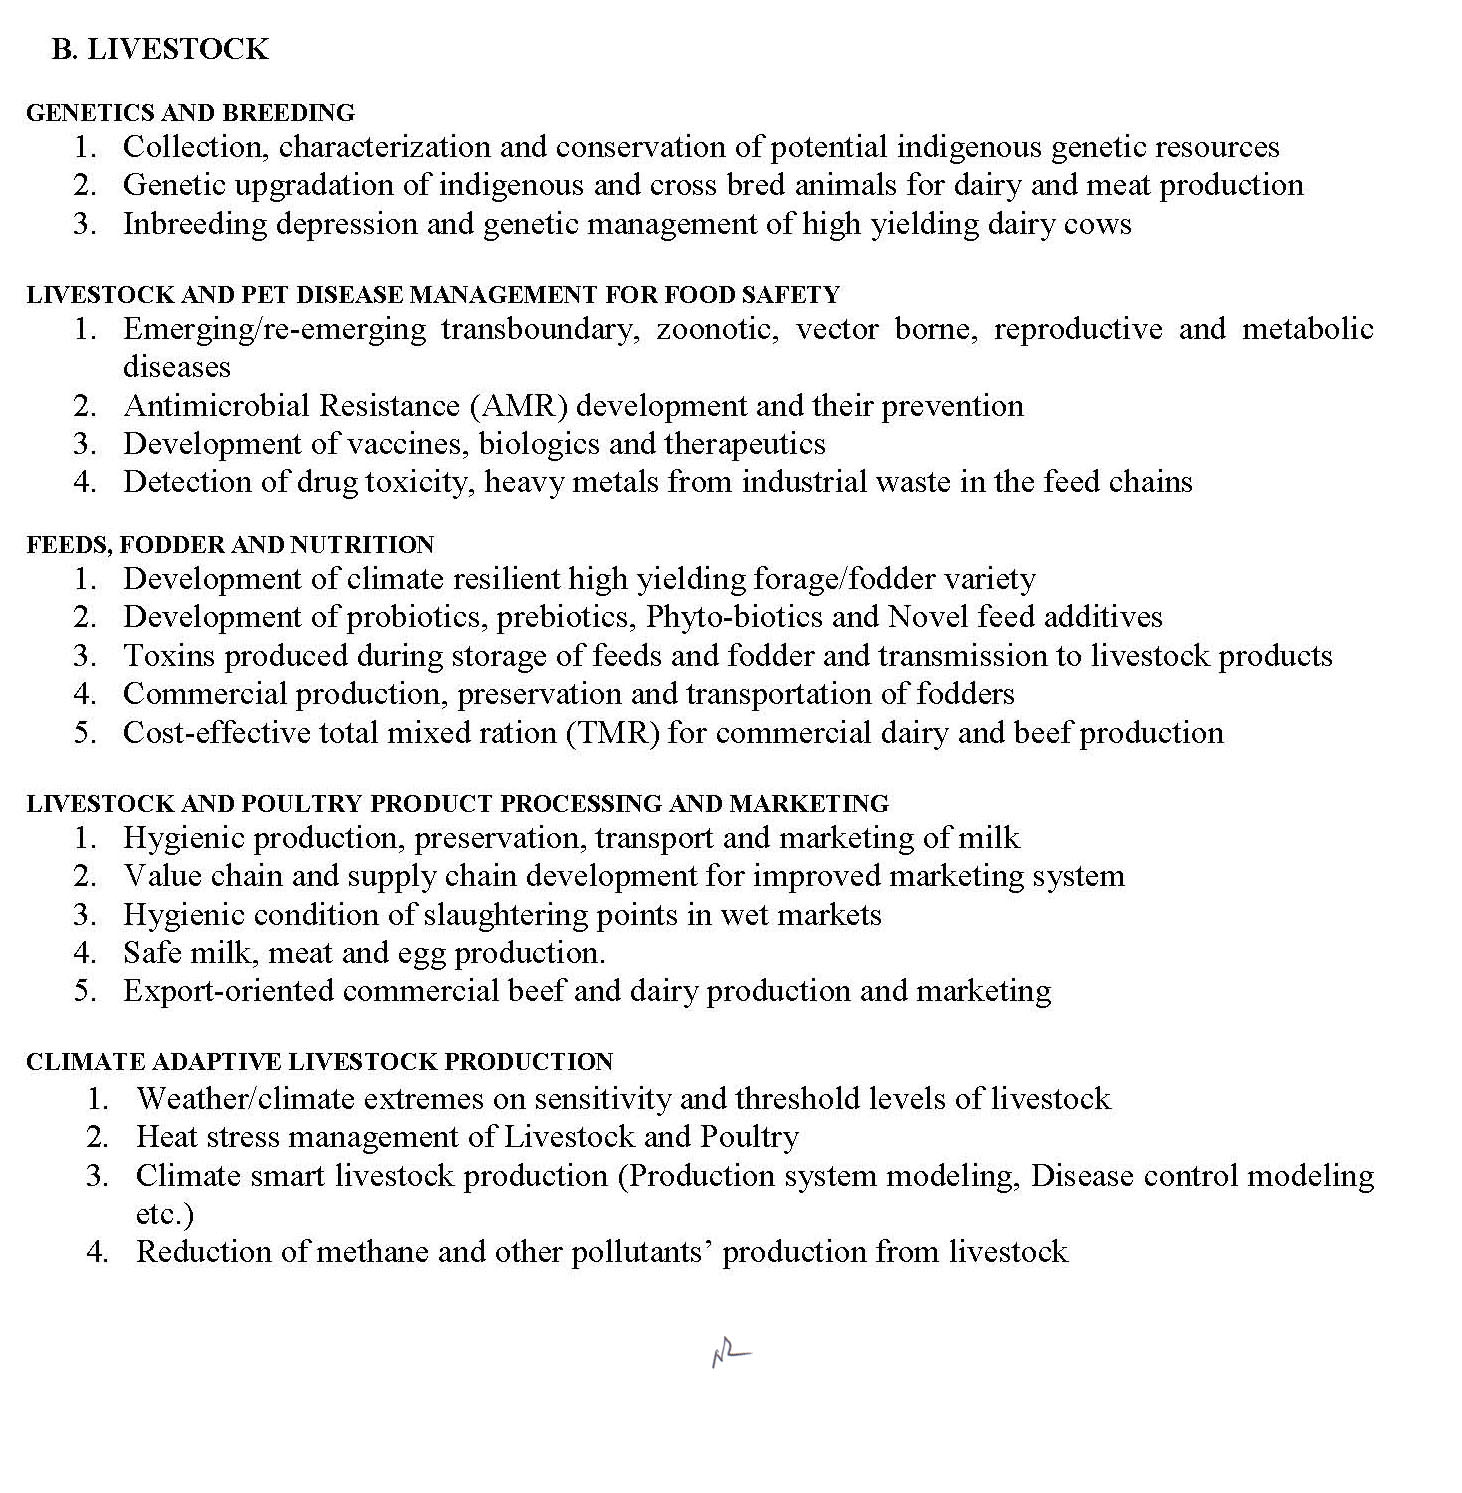 B. LIVESTOCK
GENETICS AND BREEDING
1. Collection, characterization and conservation of potential indigenous genetic resources
2. Genetic upgradation of indigenous and cross bred animals for dairy and meat production
3. Inbreeding depression and genetic management of high yielding dairy cows
LIVESTOCK AND PET DISEASE MANAGEMENT FOR FOOD SAFETY
1. Emerging/re-emerging transboundary, zoonotic, vector borne, reproductive and metabolic
diseases
2. Antimicrobial Resistance (AMR) development and their prevention
3. Development of vaccines, biologics and therapeutics
4. Detection of drug toxicity, heavy metals from industrial waste in the feed chains
FEEDS, FODDER AND NUTRITION
1. Development of climate resilient high yielding forage/fodder variety
2. Development of probiotics, prebiotics, Phyto-biotics and Novel feed additives
3. Toxins produced during storage of feeds and fodder and transmission to livestock products
4. Commercial production, preservation and transportation of fodders
5. Cost-effective total mixed ration (TMR) for commercial dairy and beef production
LIVESTOCK AND POULTRY PRODUCT PROCESSING AND MARKETING
1. Hygienic production, preservation, transport and marketing of milk
2. Value chain and supply chain development for improved marketing system
3. Hygienic condition of slaughtering points in wet markets
4. Safe milk, meat and egg production.
5. Export-oriented commercial beef and dairy production and marketing
CLIMATE ADAPTIVE LIVESTOCK PRODUCTION
1. Weather/climate extremes on sensitivity and threshold levels of livestock
2. Heat stress management of Livestock and Poultry
3. Climate smart livestock production (Production system modeling, Disease control modeling
etc.)
4. Reduction of methane and other pollutants’ production from livestock